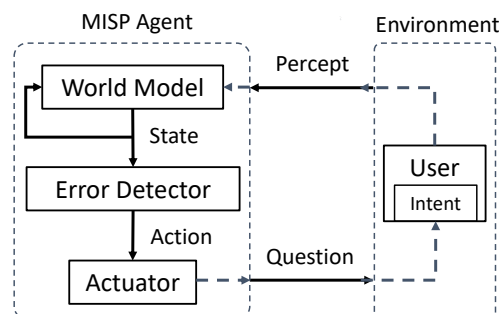 MISP Agent
Environment
World Model
Percept
State
User
Intent
Error Detector
Action
Question
Actuator